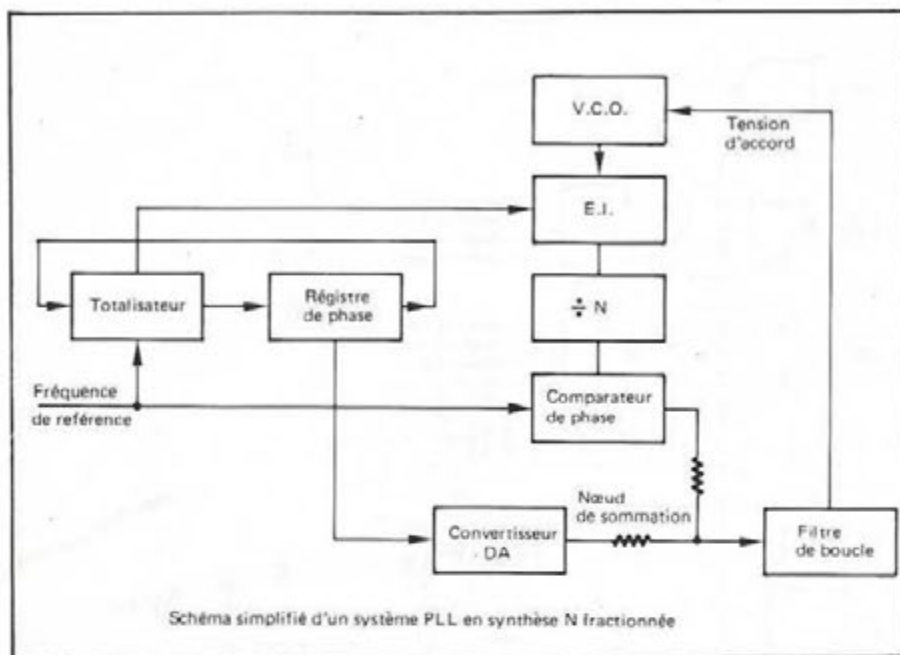 V.C.O.
Tension
d'accord
E.I.
Totalisateur
Régistre
de phase
÷ N
Fréquence
de reférence
Comparateur
de phase
Nœud
de sommation
Convertisseur
- DA
Filtre
de boucle
Schéma simplifié d'un système PLL en synthèse N fractionnée